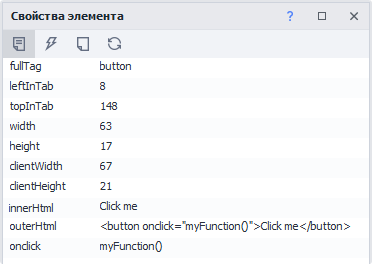 Свойства элемента ?
fullTag button
leftInTab 8
topInTab 148
width 63
height 17
clientWidth 67
clientHeight 21
innerHtml Click me
outerHtml <button onclick="myFunction()">Click me</button>
onclick myFunction()